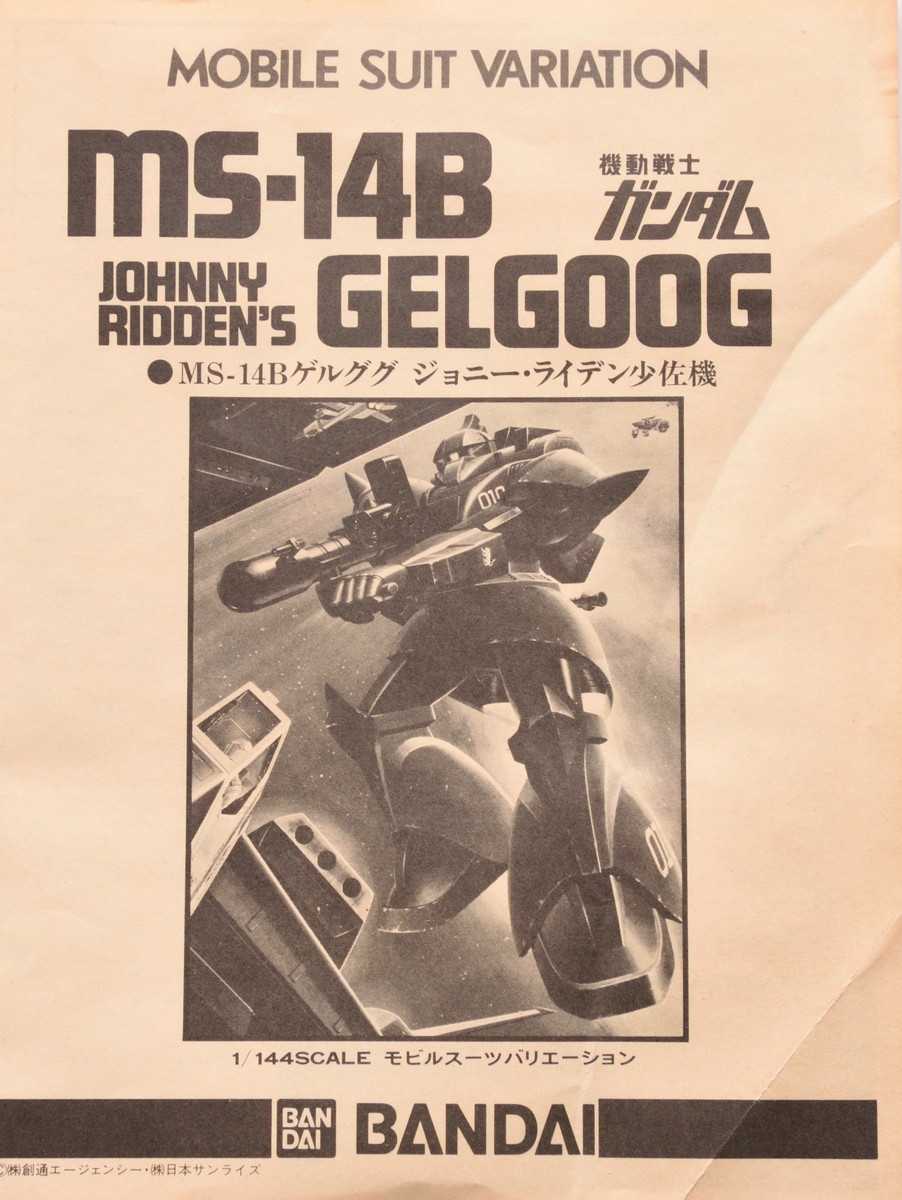 MOBILE SUIT VARIATION
MS-14B
機動戦士
ガンダム
JOHNNY
RIDDEN'S
GELGOOG
●MS-14Bゲルググ ジョニー・ライデン少佐機
010
01
1/144SCALE モビルスーツバリエーション
BAN
DAI
BANDAI
©㈱創通エージェンシー・㈱日本サンライズ